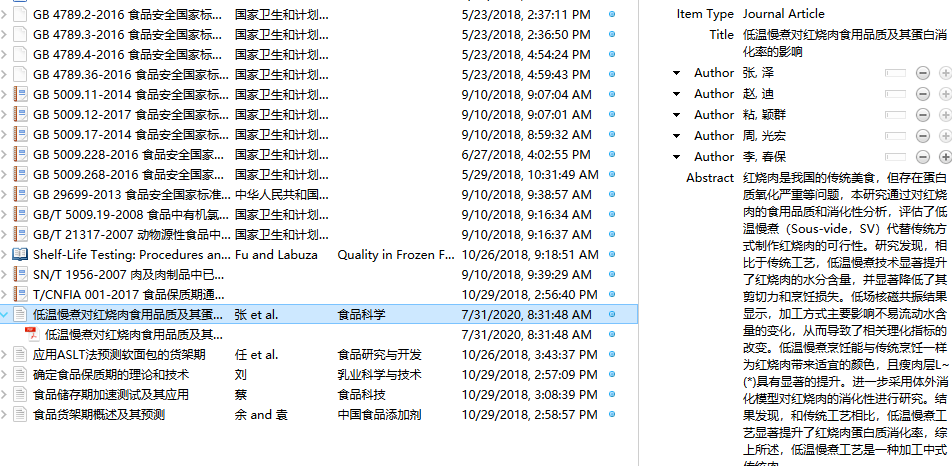 GB 4789.2-2016 食品安全国家标... 国家卫生和计划... 5/23/2018, 2:37:11 PM
GB 4789.3-2016 食品安全国家标... 国家卫生和计划... 5/23/2018, 2:36:50 PM
GB 4789.4-2016 食品安全国家标... 国家卫生和计划... 5/23/2018, 4:54:24 PM
GB 4789.36-2016 食品安全国家... 国家卫生和计划... 5/23/2018, 4:59:43 PM
GB 5009.11-2014 食品安全国家... 国家卫生和计划... 9/10/2018, 9:07:04 AM
GB 5009.12-2017 食品安全国家... 国家卫生和计划... 9/10/2018, 9:07:01 AM
GB 5009.17-2014 食品安全国家... 国家卫生和计划... 9/10/2018, 8:59:32 AM
GB 5009.228-2016 食品安全国家... 国家卫生和计划... 6/27/2018, 4:02:55 PM
GB 5009.268-2016 食品安全国家... 国家卫生和计划... 5/29/2018, 10:31:49 AM
GB 29699-2013 食品安全国家标准... 中华人民共和国... 9/10/2018, 9:38:57 AM
GB/T 5009.19-2008 食品中有机氯... 国家卫生和计划... 9/10/2018, 9:16:34 AM
GB/T 21317-2007 动物源性食品中... 国家卫生和计划... 9/10/2018, 9:16:37 AM
Shelf-Life Testing: Procedures an... Fu and Labuza Quality in Frozen F... 10/26/2018, 9:18:51 AM
SN/T 1956-2007 肉及肉制品中已... 9/10/2018, 9:39:29 AM
T/CNFIA 001-2017 食品保质期通... 10/29/2018, 2:56:40 PM
低温慢煮对红烧肉食用品质及其蛋... 张 et al. 食品科学 7/31/2020, 8:31:48 AM
低温慢煮对红烧肉食用品质及其... 7/31/2020, 8:31:48 AM
应用ASLT法预测软面包的货架期 任 et al. 食品研究与开发 10/26/2018, 3:43:37 PM
确定食品保质期的理论和技术 刘 乳业科学与技术 10/29/2018, 2:57:09 PM
食品储存期加速测试及其应用 蔡 食品科技 10/29/2018, 3:08:39 PM
食品货架期概述及其预测 余 and 袁 中国食品添加剂 10/29/2018, 2:58:57 PM
Item Type Journal Article
Title 低温慢煮对红烧肉食用品质及其蛋白消
化率的影响
Author 张, 泽
Author 赵, 迪
Author 粘, 颖群
Author 周, 光宏
Author 李, 春保
Abstract 红烧肉是我国的传统美食，但存在蛋白
质氧化严重等问题，本研究通过对红烧
肉的食用品质和消化性分析，评估了低
温慢煮（Sous-vide，SV）代替传统方
式制作红烧肉的可行性。研究发现，相
比于传统工艺，低温慢煮技术显著提升
了红烧肉的水分含量，并显著降低了其
剪切力和烹饪损失。低场核磁共振结果
显示，加工方式主要影响不易流动水含
量的变化，从而导致了相关理化指标的
改变。低温慢煮烹饪能与传统烹饪一样
为红烧肉带来适宜的颜色，且瘦肉层L~
(*)具有显著的提升。进一步采用体外消
化模型对红烧肉的消化性进行研究。结
果发现，和传统工艺相比，低温慢煮工
艺显著提升了红烧肉蛋白质消化率，综
上所述，低温慢煮工艺是一种加工中式